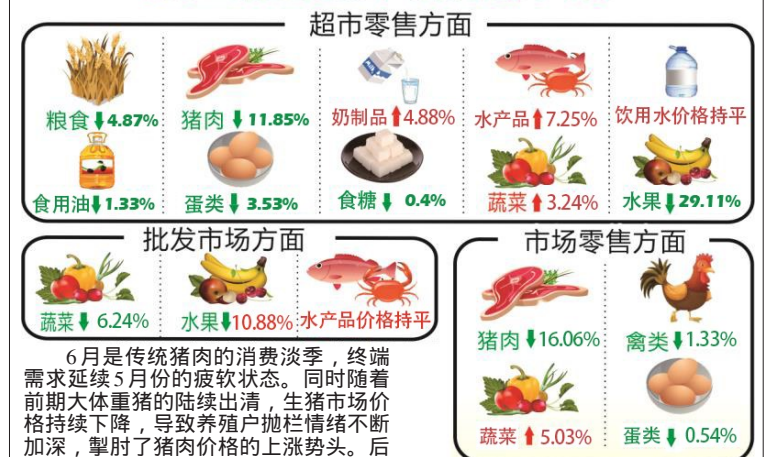 超市零售方面
粮食⬇4.87% 猪肉⬇11.85% 奶制品⬆4.88% 水产品⬆7.25% 饮用水价格持平
食用油⬇1.33% 蛋类⬇3.53% 食糖⬇0.4% 蔬菜⬆3.24% 水果⬇29.11%
批发市场方面
蔬菜⬇6.24% 水果⬇10.88% 水产品价格持平
市场零售方面
猪肉⬇16.06% 禽类⬇1.33%
蔬菜⬆5.03% 蛋类⬇0.54%
6月是传统猪肉的消费淡季，终端
需求延续5月份的疲软状态。同时随着
前期大体重猪的陆续出清，生猪市场价
格持续下降，导致养殖户抛栏情绪不断
加深，掣肘了猪肉价格的上涨势头。后